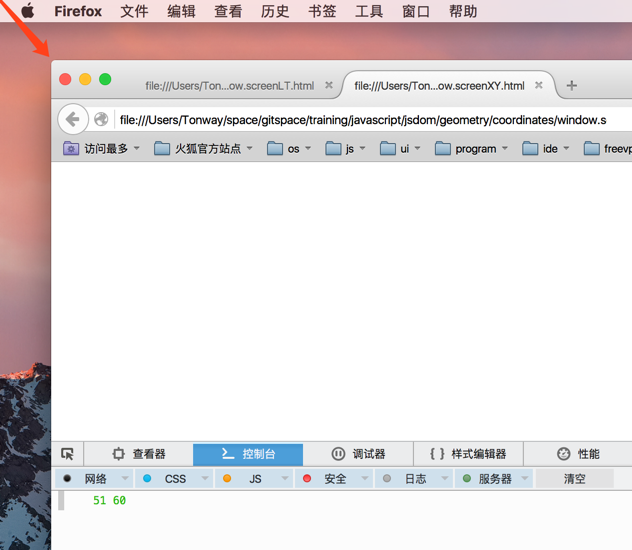 Firefox 文件 编辑 查看 历史 书签 工具 窗口 帮助
file:///Users/Ton...ow.screenLT.html file:///Users/Ton...ow.screenXY.html
file:///Users/Tonway/space/gitspace/training/javascript/jsdom/geometry/coordinates/window.s
访问最多 火狐官方站点 os js ui program ide freevp
查看器 控制台 调试器 样式编辑器 性能
网络 CSS JS 安全 日志 服务器 清空
51 60